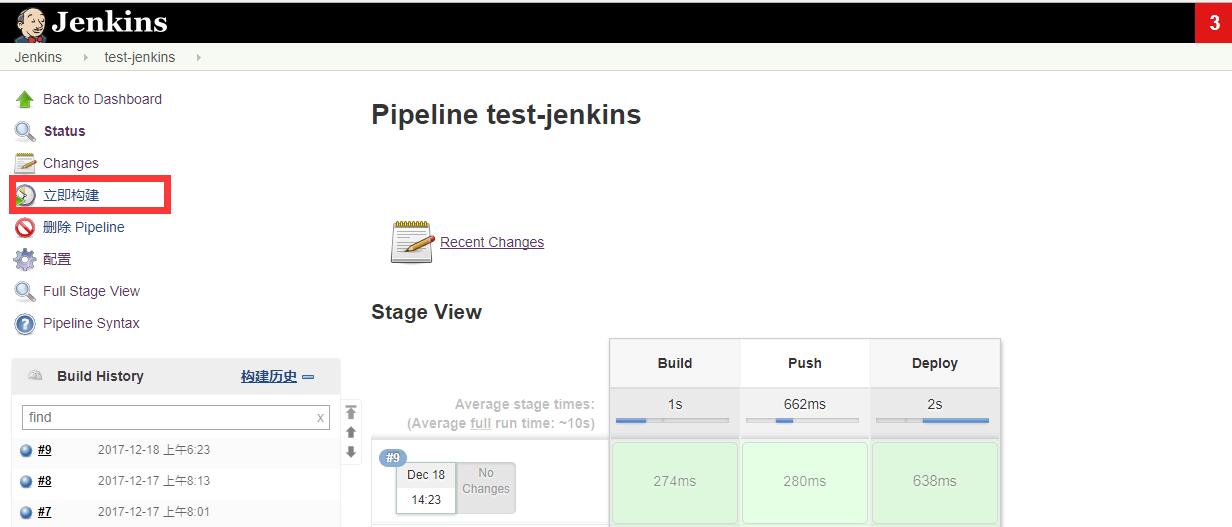 Jenkins
3
Jenkins
test-jenkins
Back to Dashboard
Status
Changes
立即构建
删除 Pipeline
配置
Full Stage View
Pipeline Syntax
Build History
构建历史
find
x
#9 2017-12-18 上午6:23
#8 2017-12-17 上午8:13
#7 2017-12-17 上午8:01
Pipeline test-jenkins
Recent Changes
Stage View
Build Push Deploy
Average stage times:
(Average full run time: ~10s)
1s 662ms 2s
#9
Dec 18
14:23
No
Changes
274ms 280ms 638ms